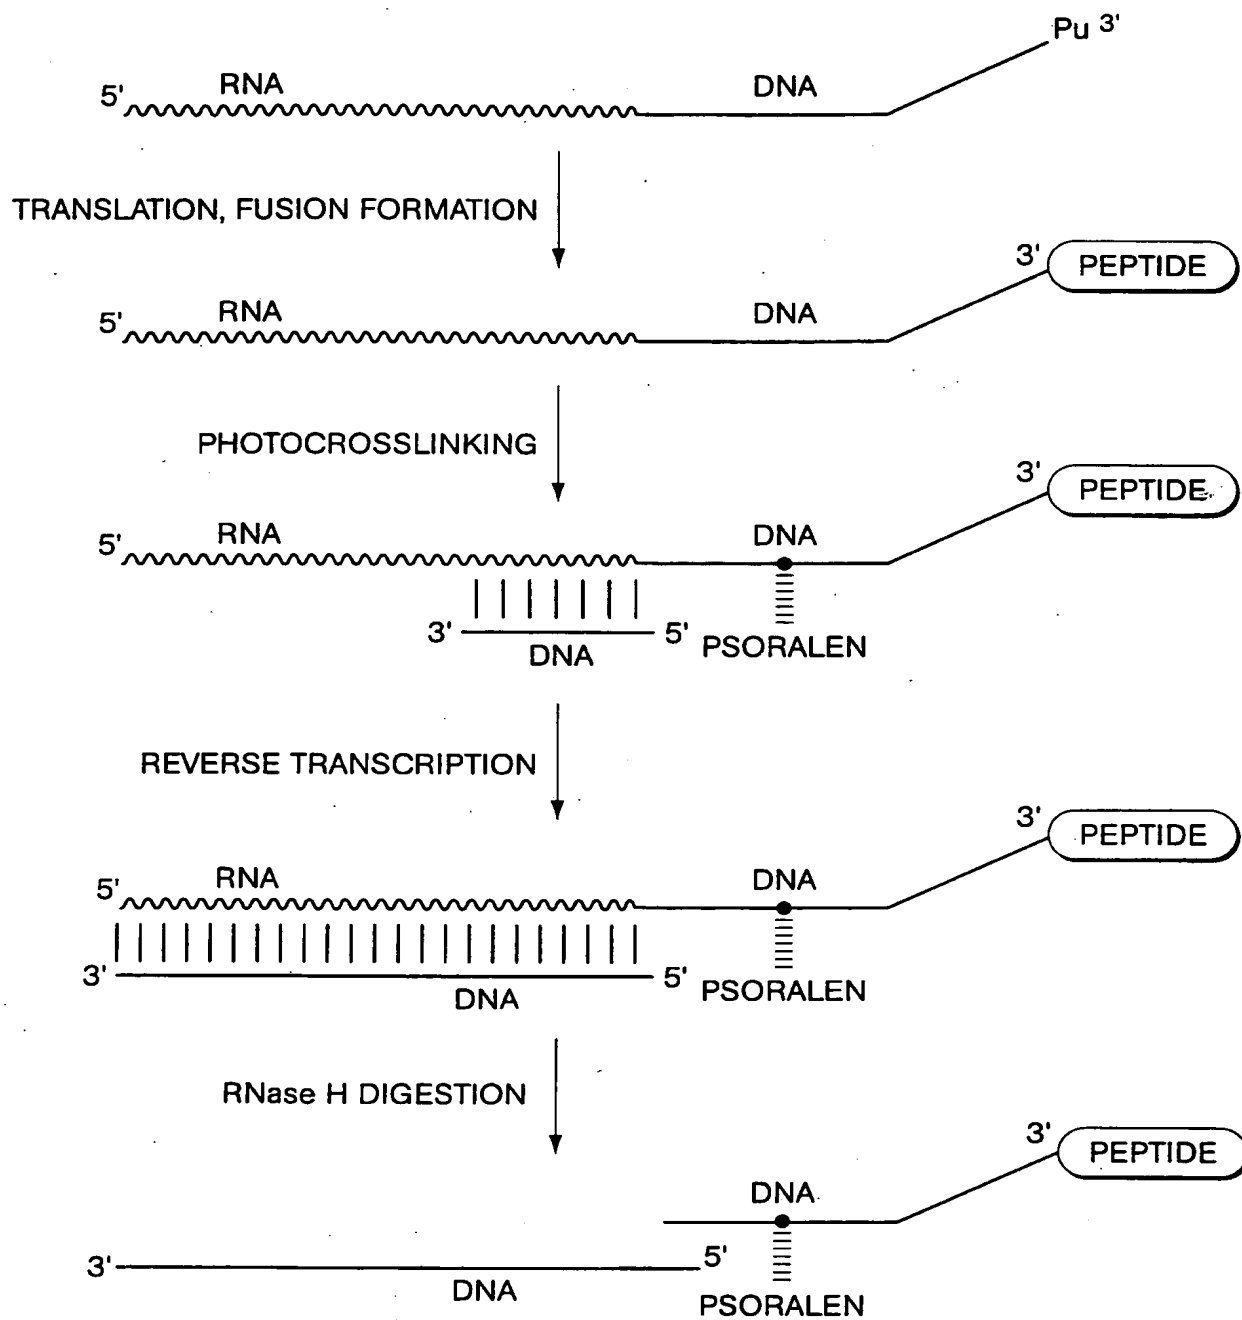 Pu 3'
5' RNA DNA
TRANSLATION, FUSION FORMATION
3' PEPTIDE
5' RNA DNA
PHOTOCROSSLINKING
3' PEPTIDE
5' RNA DNA
3' 5'
DNA PSORALEN
REVERSE TRANSCRIPTION
3' PEPTIDE
5' RNA DNA
3' 5'
DNA PSORALEN
RNase H DIGESTION
3' PEPTIDE
DNA
3' 5'
DNA PSORALEN